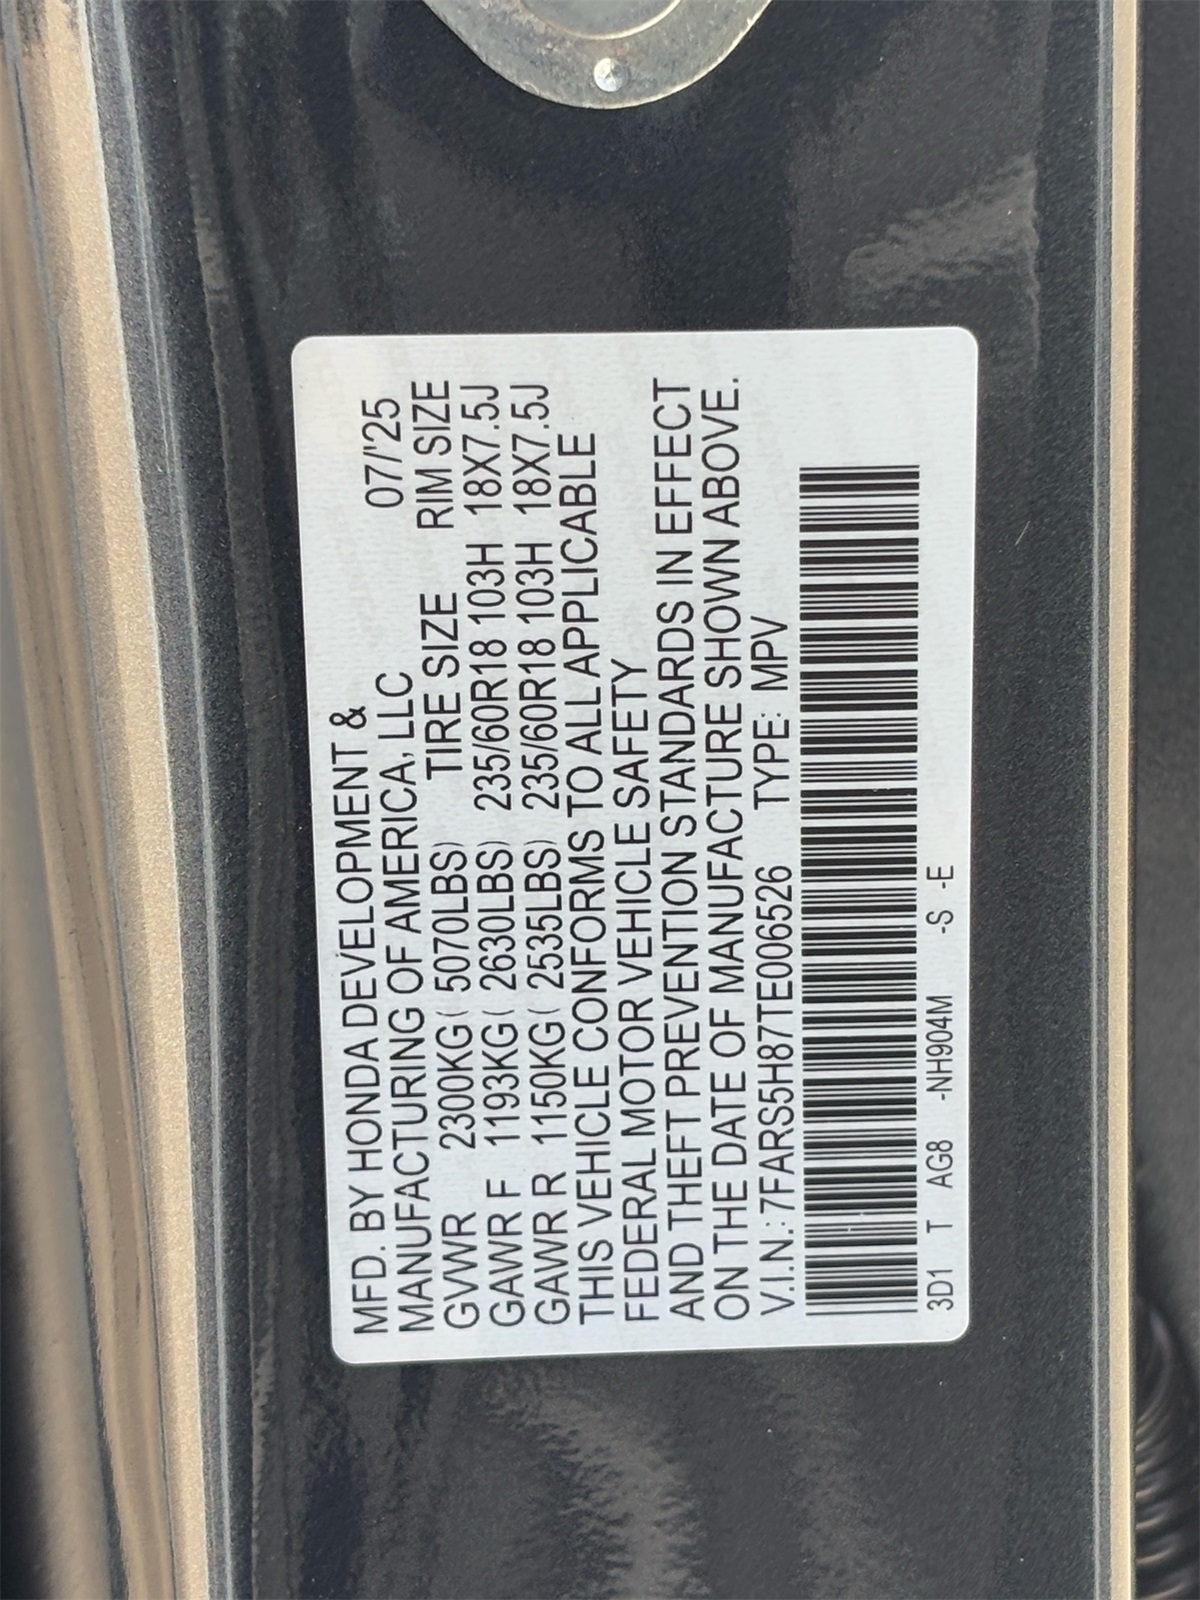 MFD. BY HONDA DEVELOPMENT & 07/'25
MANUFACTURING OF AMERICA, LLC
TIRE SIZE RIM SIZE
GVWR 2300KG( 5070LBS)
GAWR F 1193KG( 2630LBS) 235/60R18 103H 18X7.5J
GAWR R 1150KG( 2535LBS) 235/60R18 103H 18X7.5J
THIS VEHICLE CONFORMS TO ALL APPLICABLE
FEDERAL MOTOR VEHICLE SAFETY
AND THEFT PREVENTION STANDARDS IN EFFECT
ON THE DATE OF MANUFACTURE SHOWN ABOVE.
V.I.N.: 7FARS5H87TE006526 TYPE: MPV
3D1 T AG8 -NH904M -S -E